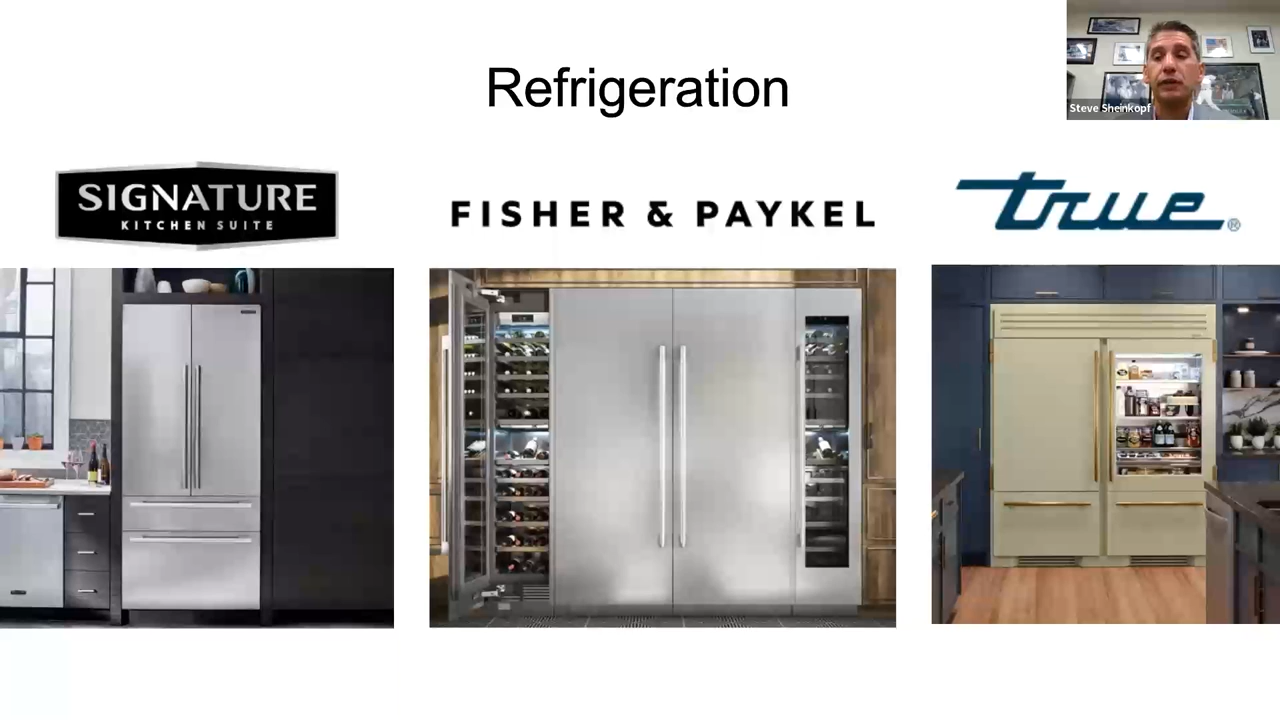 Refrigeration
Steve Sheinkopf
SIGNATURE
KITCHEN SUITE
FISHER & PAYKEL
true®